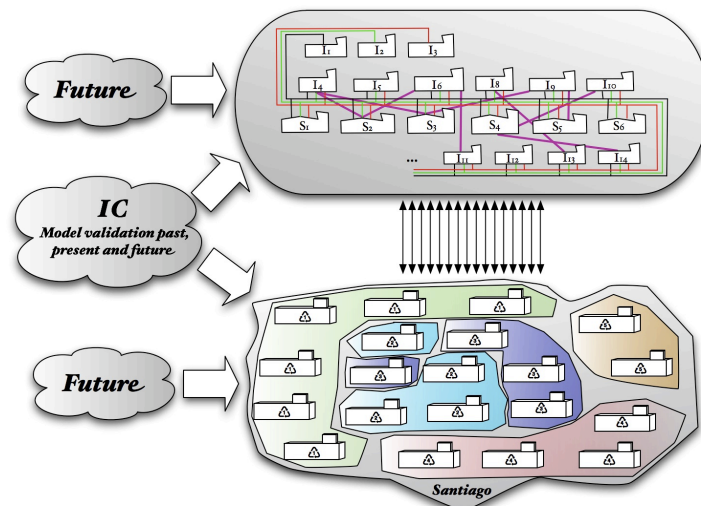 I1 I2 I3
Future
I4 I5 I6 I8 I9 I10
S1 S2 S3 S4 S5 S6
... I11 I12 I13 I14
IC
Model validation past,
present and future
Future
Santiago